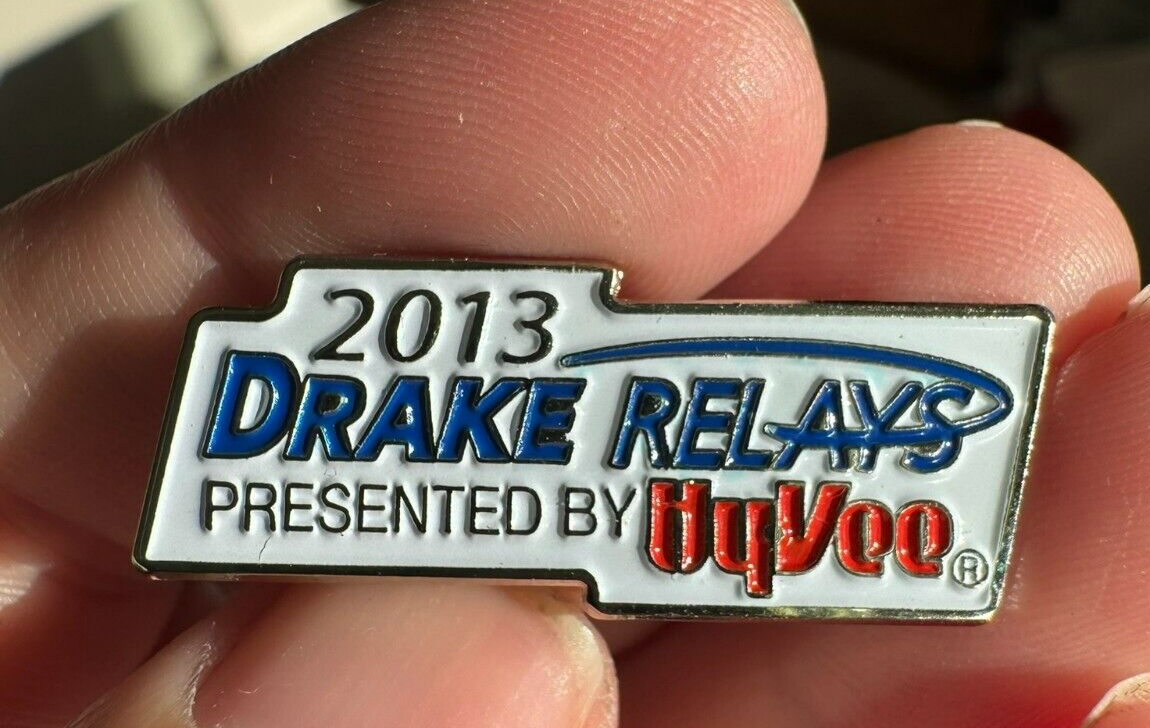 2013
DRAKE RELAYS
PRESENTED BY HyVee®